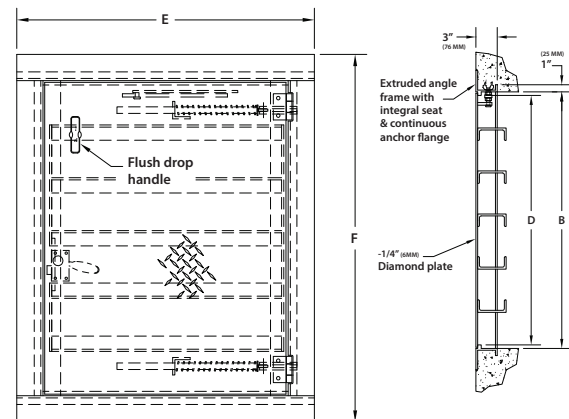 E
3"
(76 MM)
(25 MM)
1"
Extruded angle
frame with
integral seat
& continuous
anchor flange
Flush drop
handle
F
D
B
-1/4" (6MM)
Diamond plate